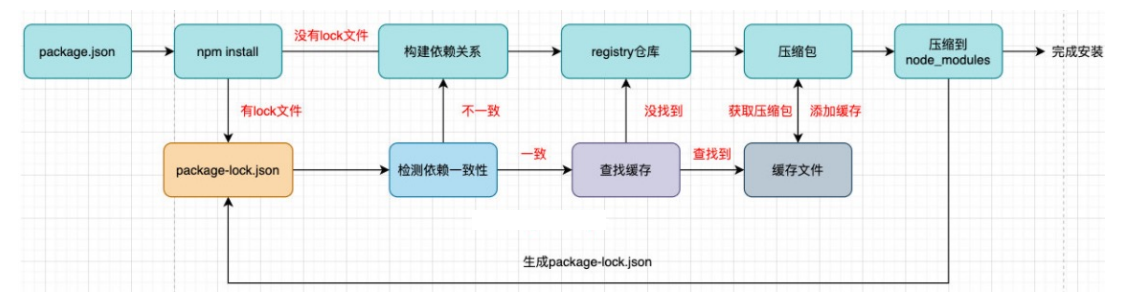 package.json
npm install
没有lock文件
构建依赖关系
registry仓库
压缩包
压缩到
node_modules
完成安装
有lock文件
不一致
没找到
获取压缩包
添加缓存
package-lock.json
检测依赖一致性
一致
查找缓存
查找到
缓存文件
生成package-lock.json